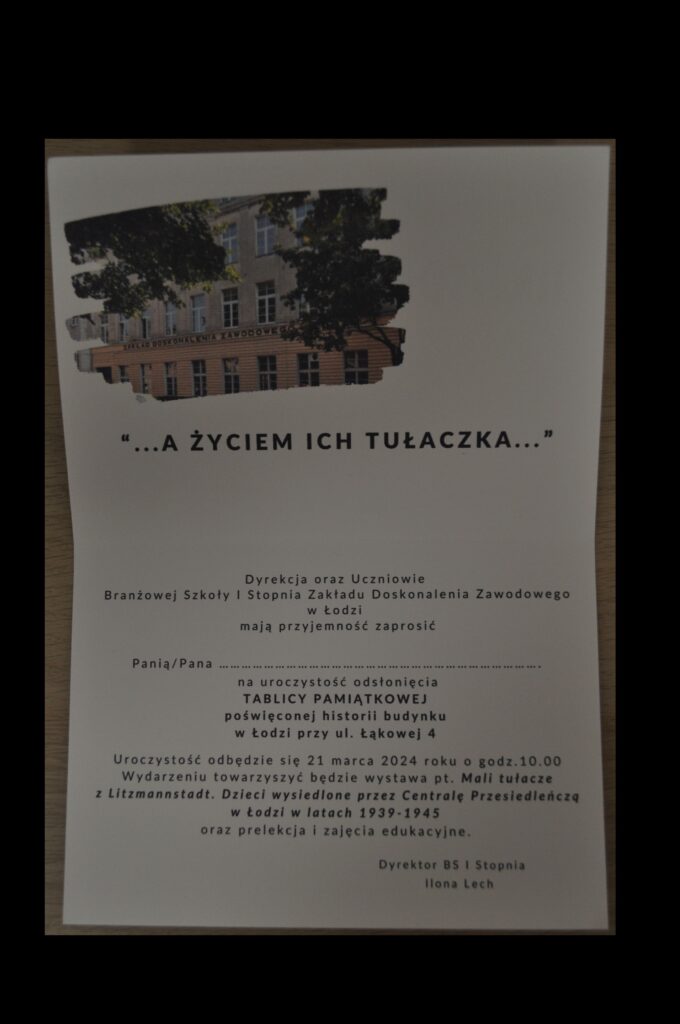 ZAKŁAD DOSKONALENIA ZAWODOWEGO
“...A ŻYCIEM ICH TUŁACZKA...”
Dyrekcja oraz Uczniowie
Branżowej Szkoły I Stopnia Zakładu Doskonalenia Zawodowego
w Łodzi
mają przyjemność zaprosić
Panią/Pana ……………………………………………………………………………….
na uroczystość odsłonięcia
TABLICY PAMIĄTKOWEJ
poświęconej historii budynku
w Łodzi przy ul. Łąkowej 4
Uroczystość odbędzie się 21 marca 2024 roku o godz.10.00
Wydarzeniu towarzyszyć będzie wystawa pt. Mali tułacze
z Litzmannstadt. Dzieci wysiedlone przez Centralę Przesiedleńczą
w Łodzi w latach 1939-1945
oraz prelekcja i zajęcia edukacyjne.
Dyrektor BS I Stopnia
Ilona Lech